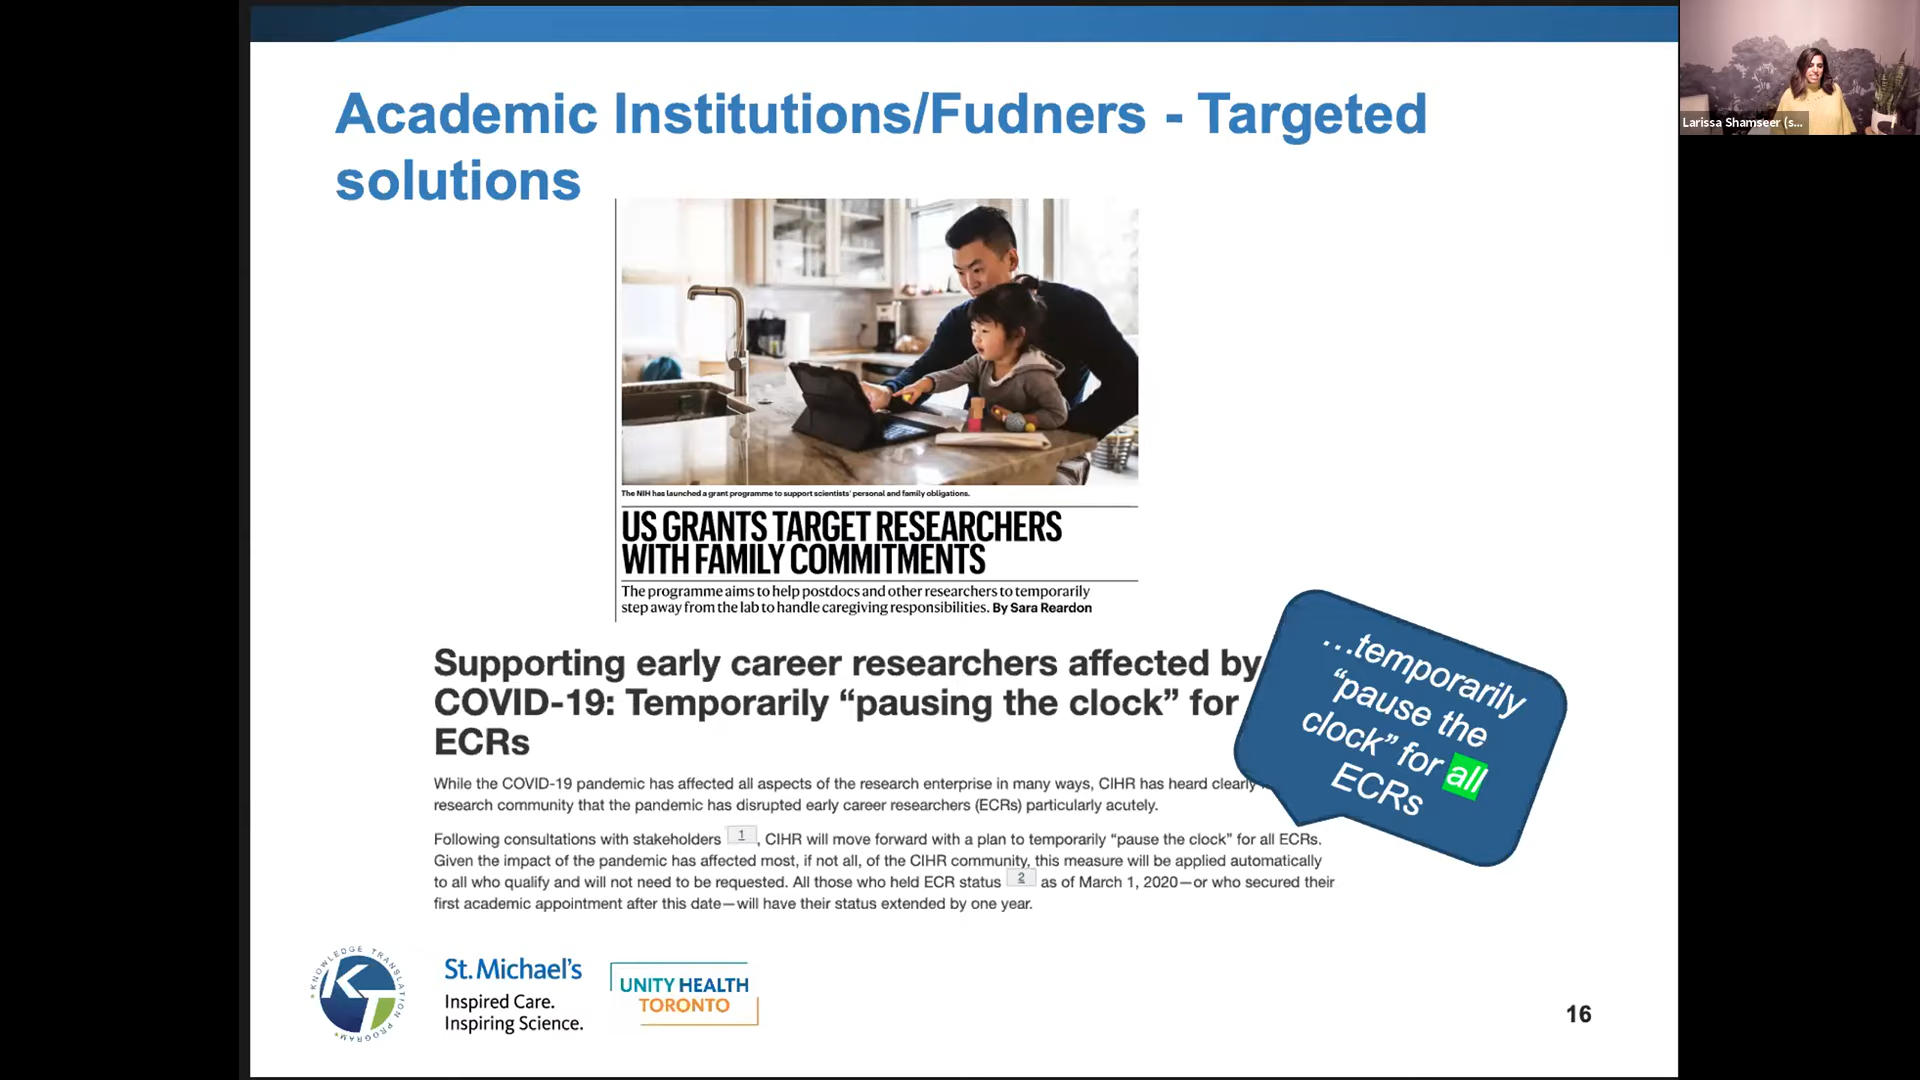 Academic Institutions/Fudners - Targeted
solutions
Larissa Shamseer (s...
The NIH has launched a grant programme to support scientists' personal and family obligations.
US GRANTS TARGET RESEARCHERS
WITH FAMILY COMMITMENTS
The programme aims to help postdocs and other researchers to temporarily
step away from the lab to handle caregiving responsibilities. By Sara Reardon
Supporting early career researchers affected by
COVID-19: Temporarily “pausing the clock” for
ECRs
While the COVID-19 pandemic has affected all aspects of the research enterprise in many ways, CIHR has heard clearly
research community that the pandemic has disrupted early career researchers (ECRs) particularly acutely.
Following consultations with stakeholders 1, CIHR will move forward with a plan to temporarily “pause the clock” for all ECRs.
Given the impact of the pandemic has affected most, if not all, of the CIHR community, this measure will be applied automatically
to all who qualify and will not need to be requested. All those who held ECR status 2 as of March 1, 2020—or who secured their
first academic appointment after this date—will have their status extended by one year.
...temporarily
“pause the
clock” for all
ECRs
KNOWLEDGE TRANSLATION PROGRAM
KT
St. Michael's
Inspired Care.
Inspiring Science.
UNITY HEALTH
TORONTO
16